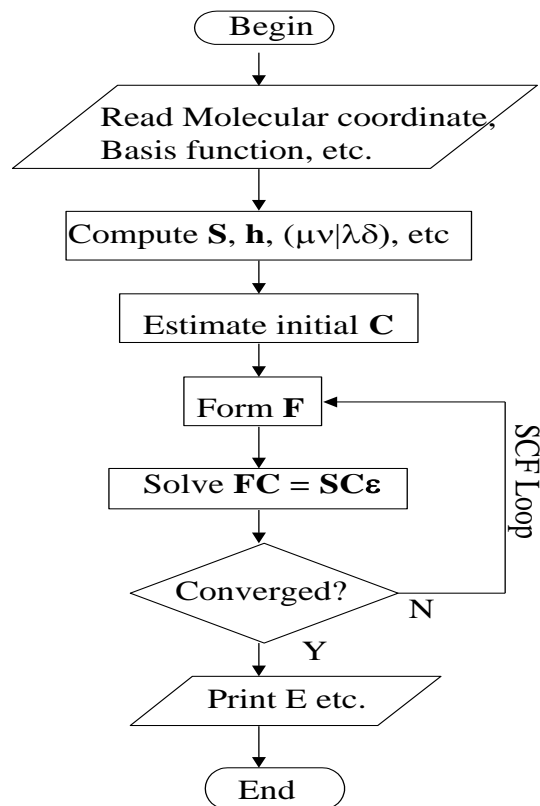 Begin
Read Molecular coordinate,
Basis function, etc.
Compute S, h, (μν|λδ), etc
Estimate initial C
Form F
Solve FC = SCε
SCF Loop
Converged?
N
Y
Print E etc.
End